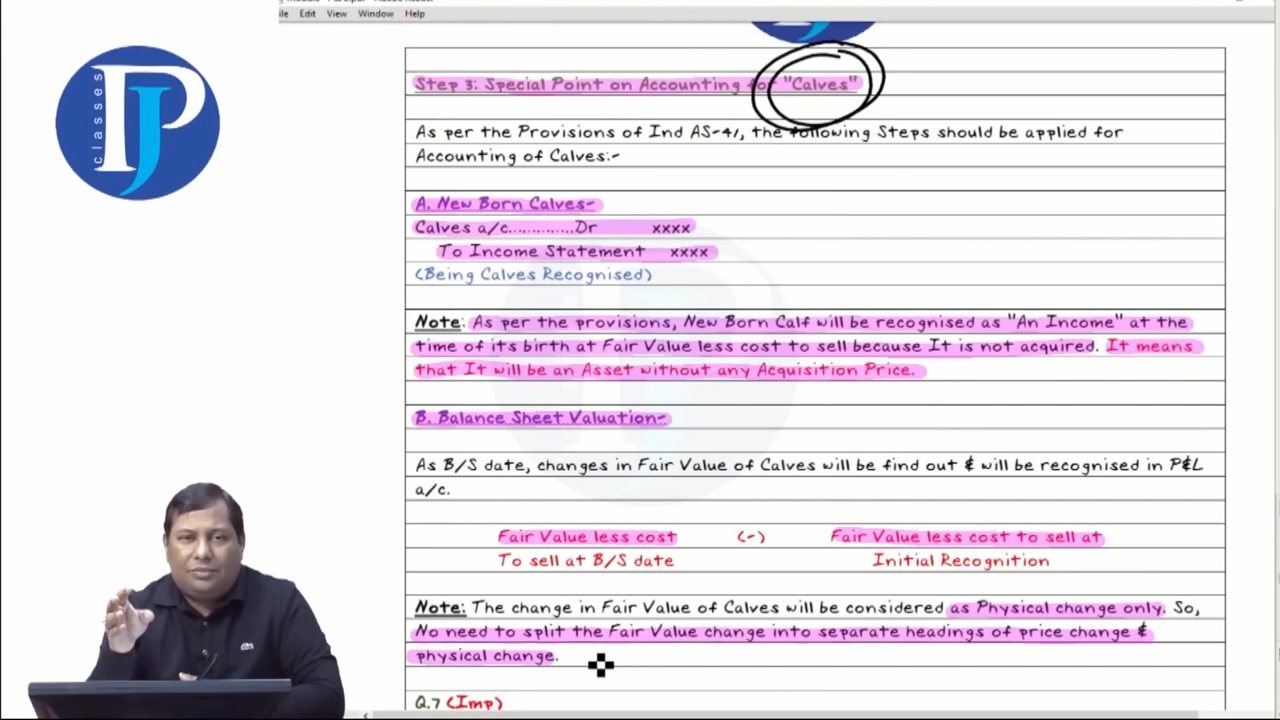 File Edit View Window Help
classes
PJ
Step 3: Special Point on Accounting for "Calves"
As per the Provisions of Ind AS-41, the following Steps should be applied for
Accounting of Calves:-
A. New Born Calves-
Calves a/c..............Dr xxxx
To Income Statement xxxx
(Being Calves Recognised)
Note: As per the provisions, New Born Calf will be recognised as "An Income" at the
time of its birth at Fair Value less cost to sell because It is not acquired. It means
that It will be an Asset without any Acquisition Price.
B. Balance Sheet Valuation-
As B/S date, changes in Fair Value of Calves will be find out & will be recognised in P&L
a/c.
Fair Value less cost (-) Fair Value less cost to sell at
To sell at B/S date Initial Recognition
Note: The change in Fair Value of Calves will be considered as Physical change only. So,
No need to split the Fair Value change into separate headings of price change &
physical change.
Q.7 (Imp)